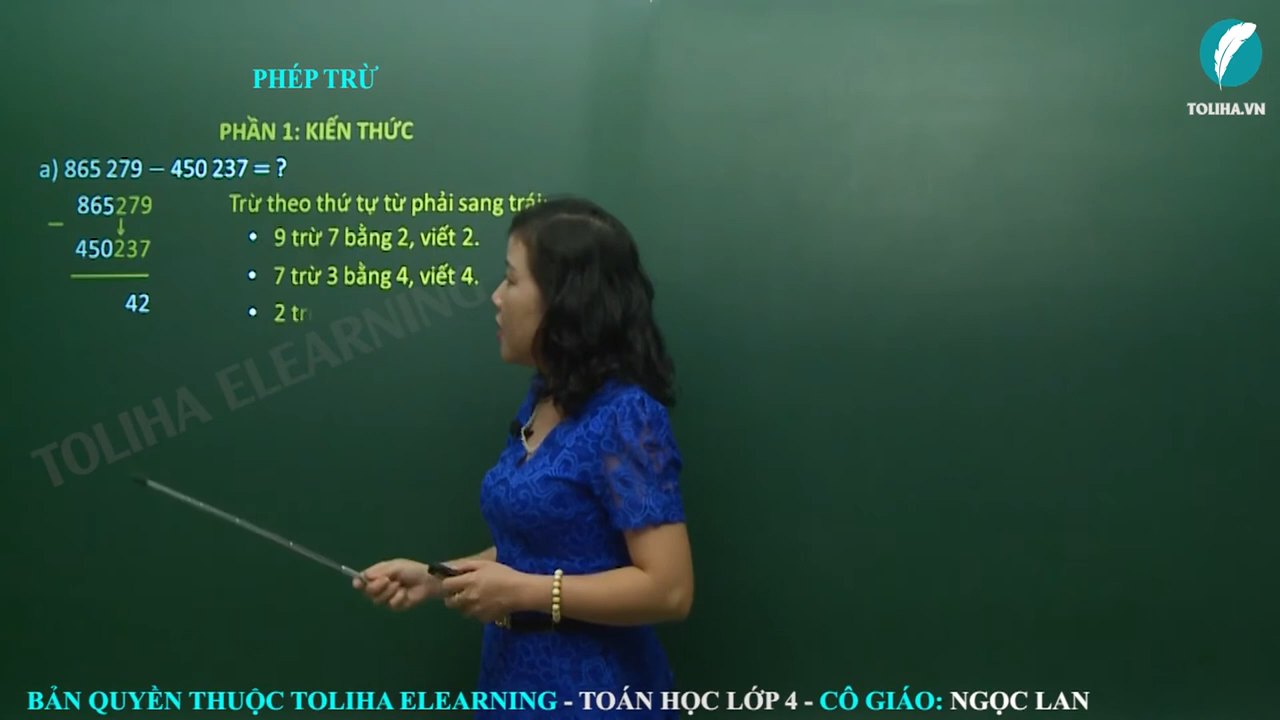 TOLIHA.VN
PHÉP TRỪ
PHẦN 1: KIẾN THỨC
a) 865 279 – 450 237 = ?
865279
Trừ theo thứ tự từ phải sang trái:
–
• 9 trừ 7 bằng 2, viết 2.
450237
• 7 trừ 3 bằng 4, viết 4.
42
• 2 tr
TOLIHA ELEARNING
BẢN QUYỀN THUỘC TOLIHA ELEARNING - TOÁN HỌC LỚP 4 - CÔ GIÁO: NGỌC LAN